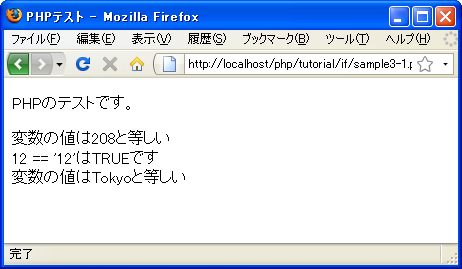 PHPテスト - Mozilla Firefox
ファイル(F) 編集(E) 表示(V) 履歴(S) ブックマーク(B) ツール(T) ヘルプ(H)
http://localhost/php/tutorial/if/sample3-1.p
PHPのテストです。
変数の値は208と等しい
12 == '12'はTRUEです
変数の値はTokyoと等しい
完了